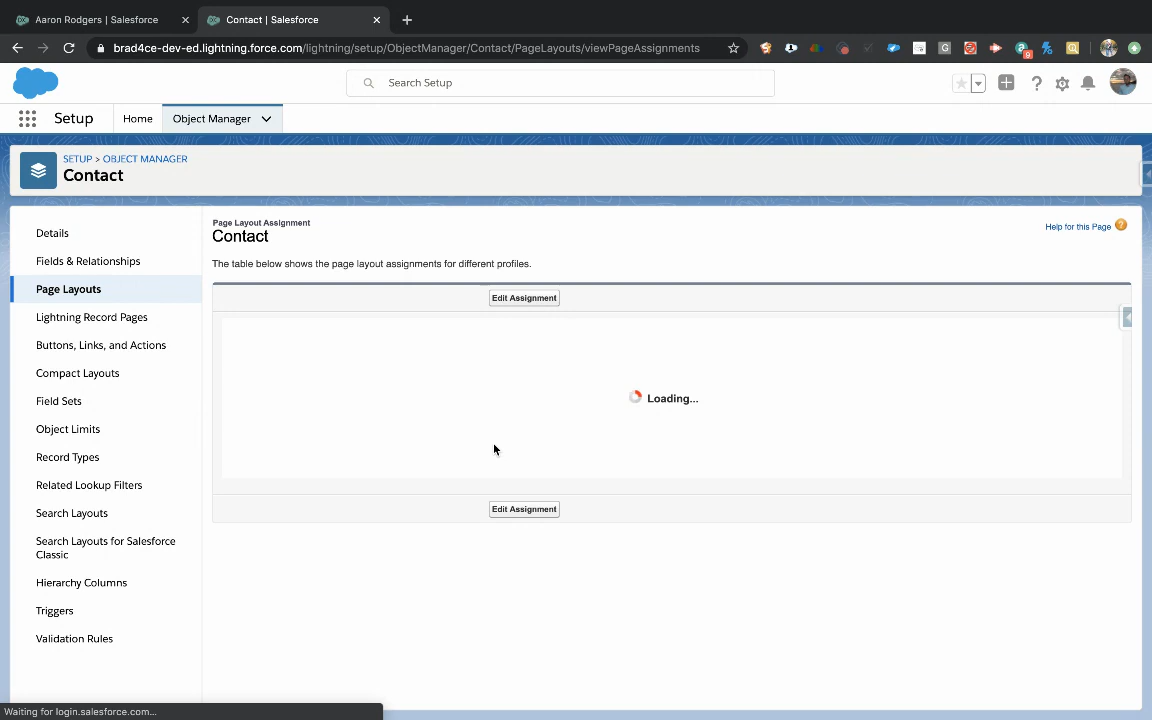 Aaron Rodgers | Salesforce
Contact | Salesforce
brad4ce-dev-ed.lightning.force.com/lightning/setup/ObjectManager/Contact/PageLayouts/viewPageAssignments
Search Setup
Setup
Home
Object Manager
SETUP > OBJECT MANAGER
Contact
Details
Fields & Relationships
Page Layouts
Lightning Record Pages
Buttons, Links, and Actions
Compact Layouts
Field Sets
Object Limits
Record Types
Related Lookup Filters
Search Layouts
Search Layouts for Salesforce
Classic
Hierarchy Columns
Triggers
Validation Rules
Page Layout Assignment
Contact
Help for this Page
The table below shows the page layout assignments for different profiles.
Edit Assignment
Loading...
Edit Assignment
Waiting for login.salesforce.com...